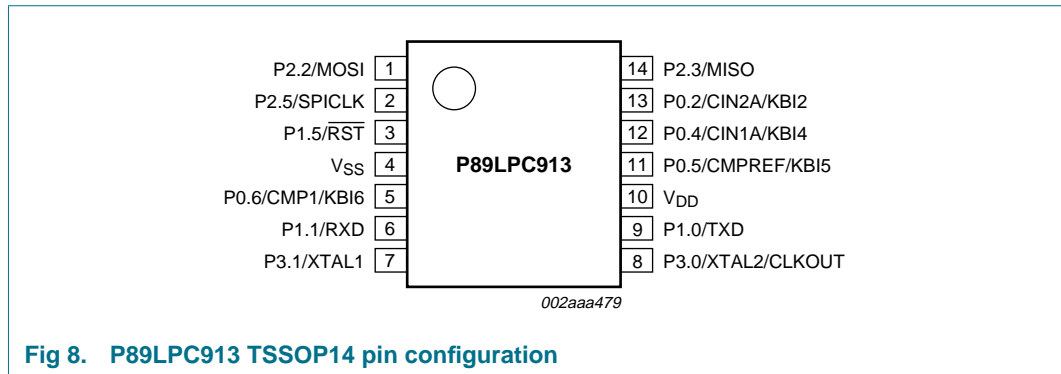 P2.2/MOSI 1 14 P2.3/MISO
P2.5/SPICLK 2 13 P0.2/CIN2A/KBI2
P1.5/RST 3 12 P0.4/CIN1A/KBI4
VSS 4 P89LPC913 11 P0.5/CMPREF/KBI5
P0.6/CMP1/KBI6 5 10 VDD
P1.1/RXD 6 9 P1.0/TXD
P3.1/XTAL1 7 8 P3.0/XTAL2/CLKOUT
002aaa479
Fig 8. P89LPC913 TSSOP14 pin configuration